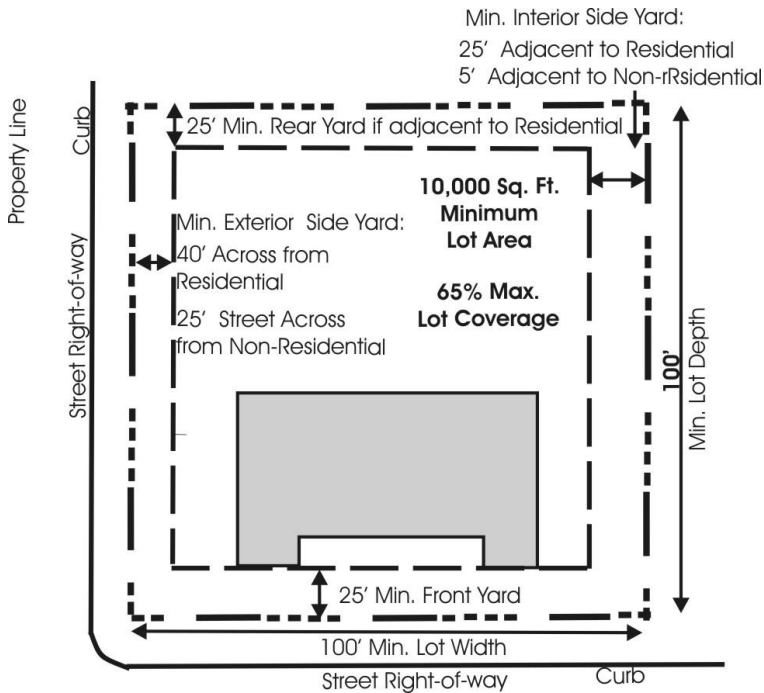 Min. Interior Side Yard:
25' Adjacent to Residential
5' Adjacent to Non-rRsidential
Property Line
Curb
25' Min. Rear Yard if adjacent to Residential
10,000 Sq. Ft.
Minimum
Lot Area
65% Max.
Lot Coverage
Min. Exterior Side Yard:
40' Across from
Residential
25' Street Across
from Non-Residential
Street Right-of-way
100'
Min. Lot Depth
25' Min. Front Yard
100' Min. Lot Width
Street Right-of-way
Curb